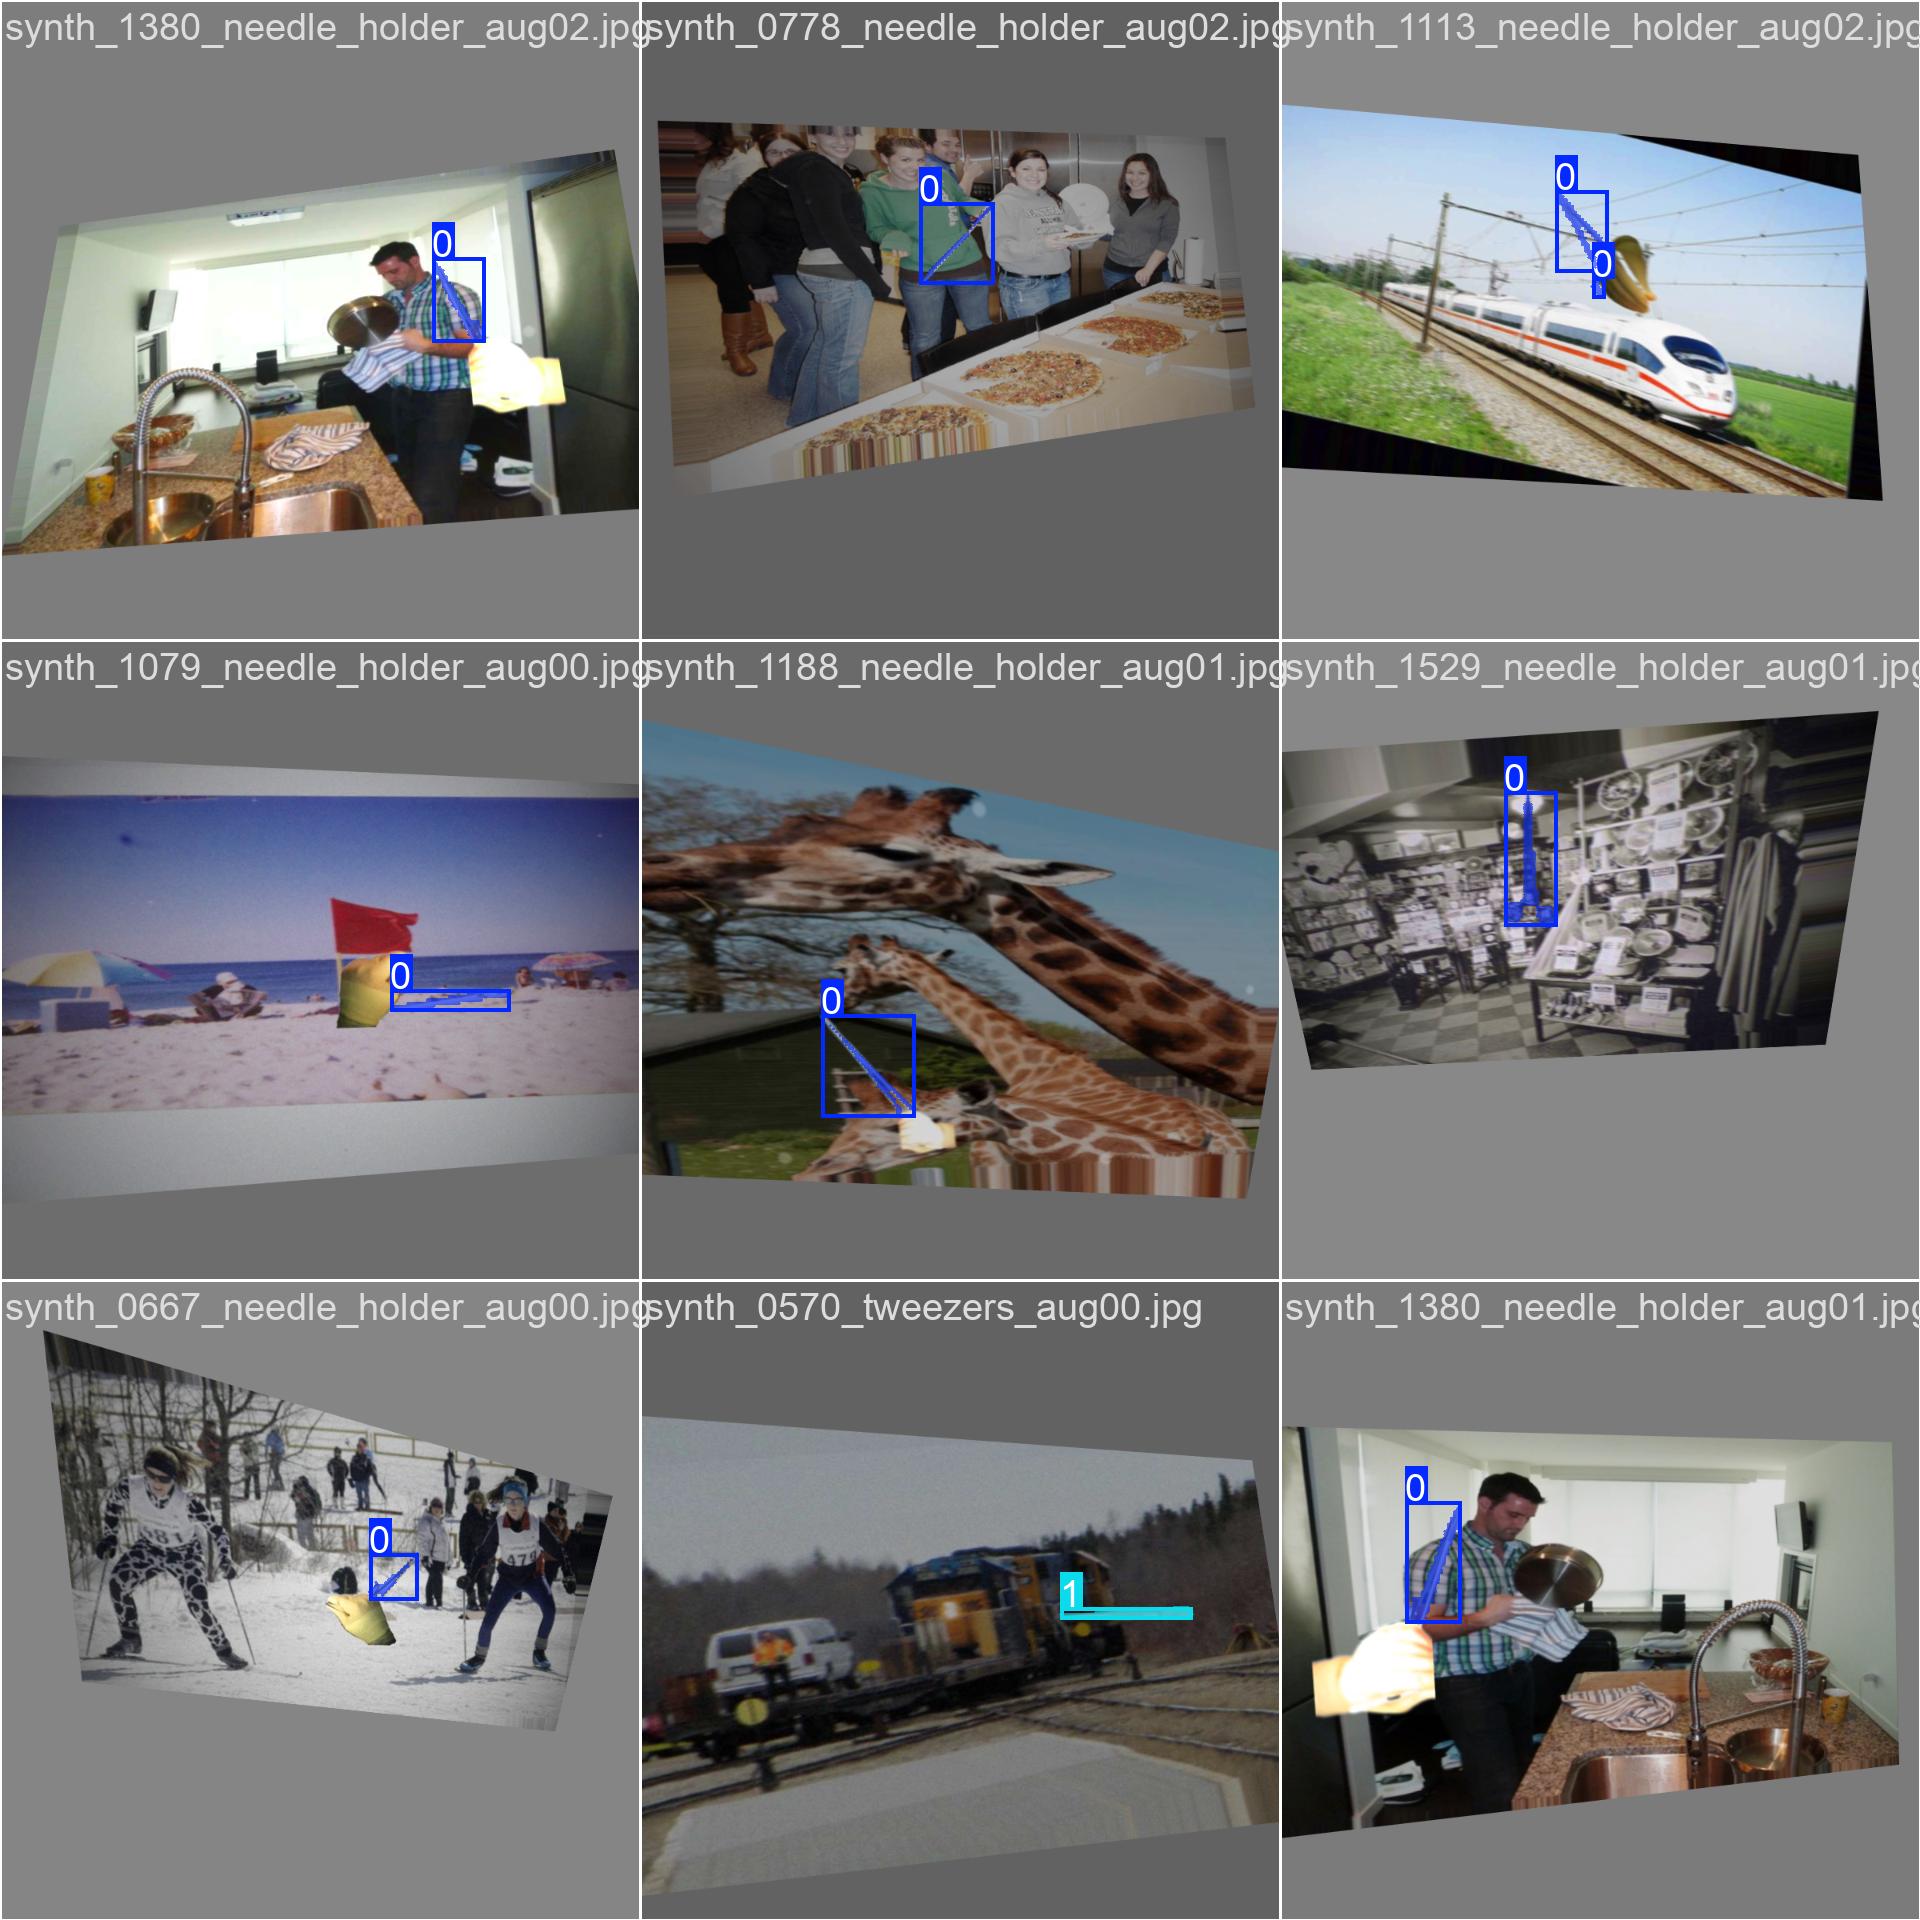 synth_1380_needle_holder_aug02.jpg
synth_0778_needle_holder_aug02.jpg
synth_1113_needle_holder_aug02.jpg
0
0
0
0
synth_1079_needle_holder_aug00.jpg
synth_1188_needle_holder_aug01.jpg
synth_1529_needle_holder_aug01.jpg
0
0
0
synth_0667_needle_holder_aug00.jpg
synth_0570_tweezers_aug00.jpg
synth_1380_needle_holder_aug01.jpg
0
1
0